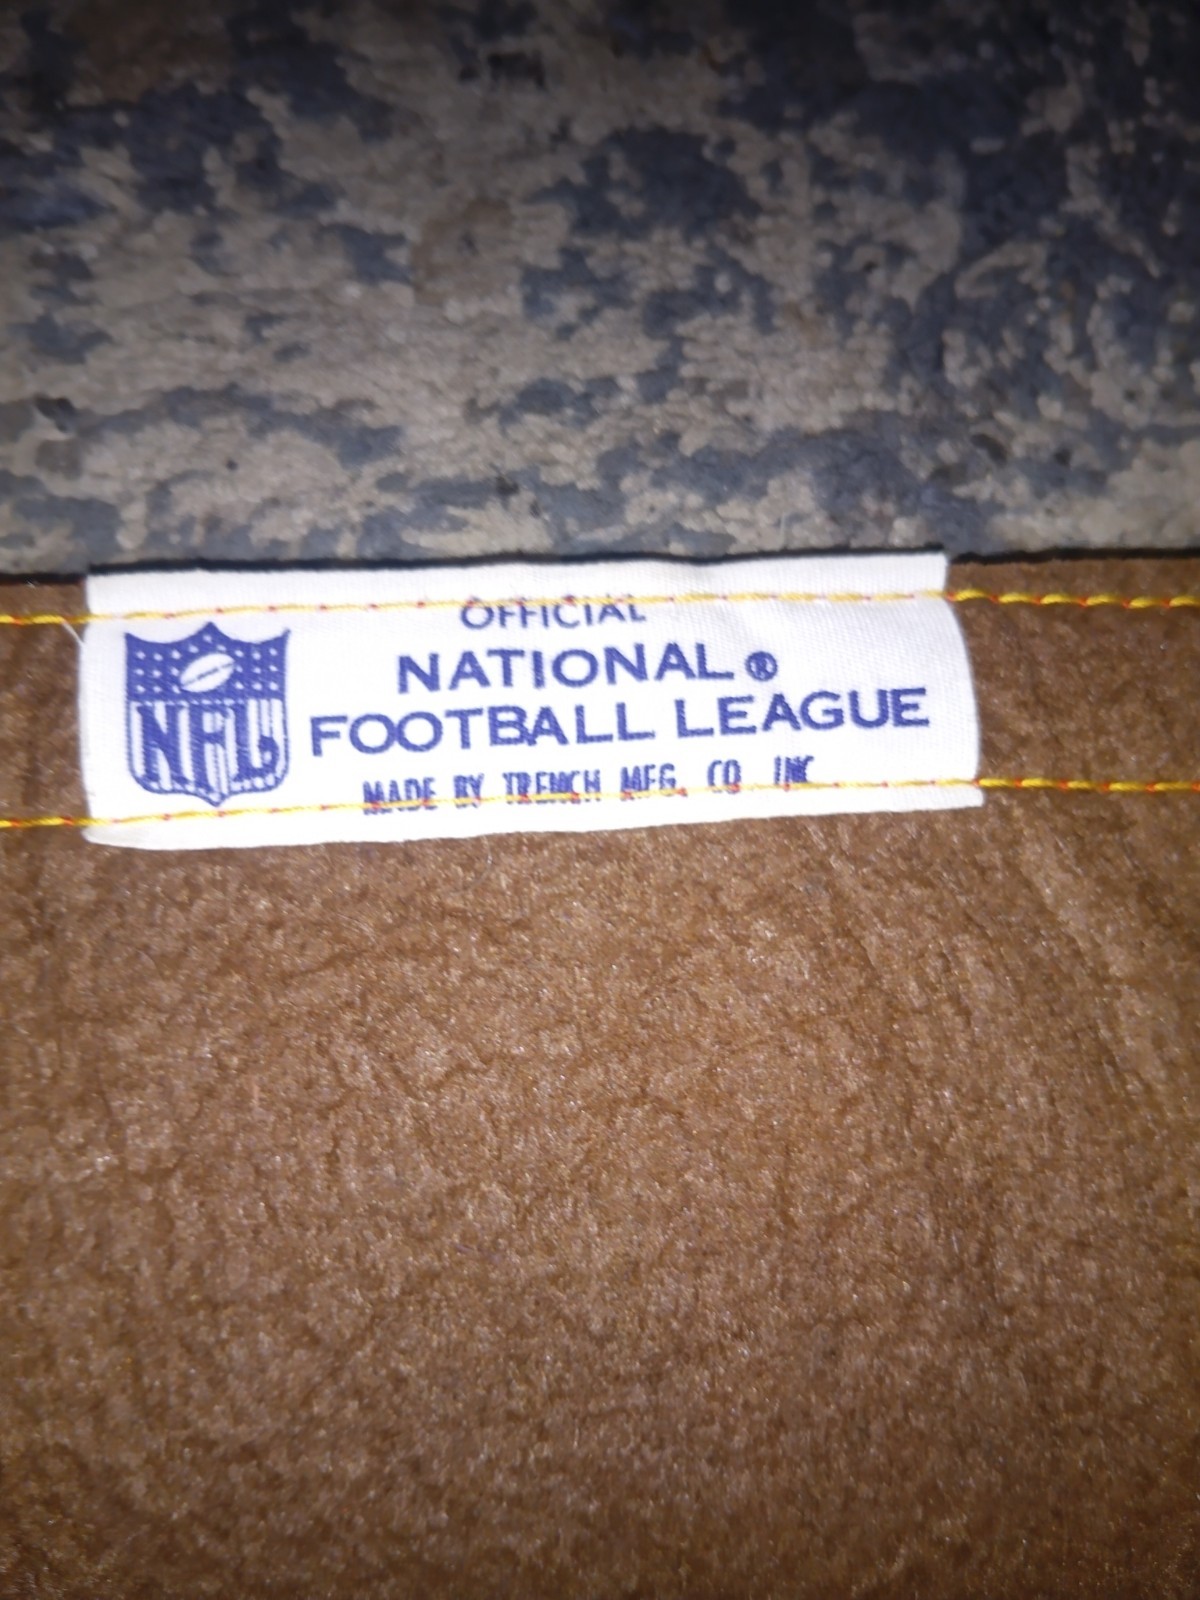 OFFICIAL
NATIONAL ®
FOOTBALL LEAGUE
NFL
MADE BY TRENCH MFG. CO INC